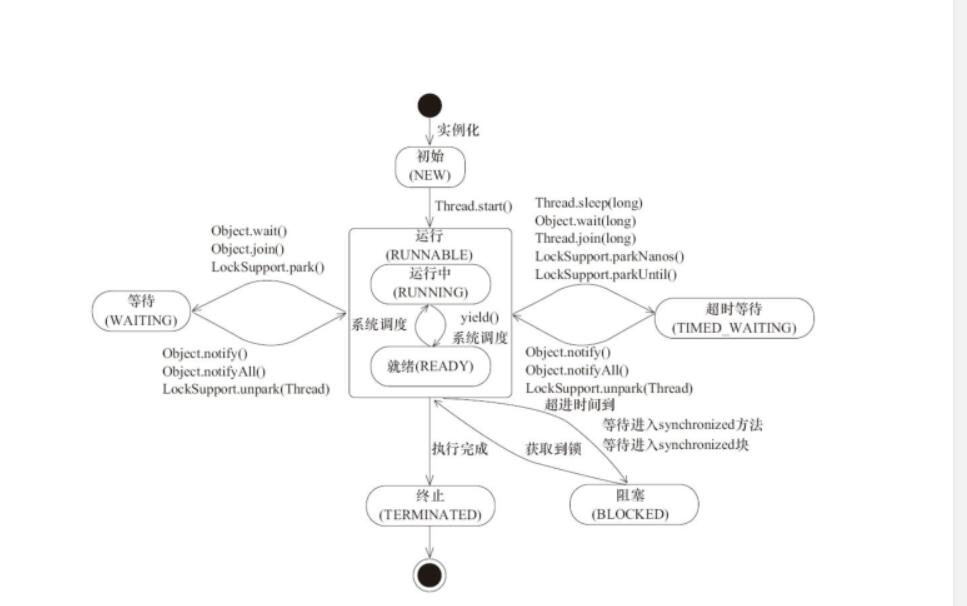 实例化
初始
(NEW)
Thread.start()
Object.wait()
Object.join()
LockSupport.park()
Thread.sleep(long)
Object.wait(long)
Thread.join(long)
LockSupport.parkNanos()
LockSupport.parkUntil()
运行
(RUNNABLE)
运行中
(RUNNING)
系统调度
yield()
系统调度
就绪(READY)
等待
(WAITING)
超时等待
(TIMED_WAITING)
Object.notify()
Object.notifyAll()
LockSupport.unpark(Thread)
Object.notify()
Object.notifyAll()
LockSupport.unpark(Thread)
超进时间到
等待进入synchronized方法
等待进入synchronized块
执行完成
获取到锁
终止
(TERMINATED)
阻塞
(BLOCKED)